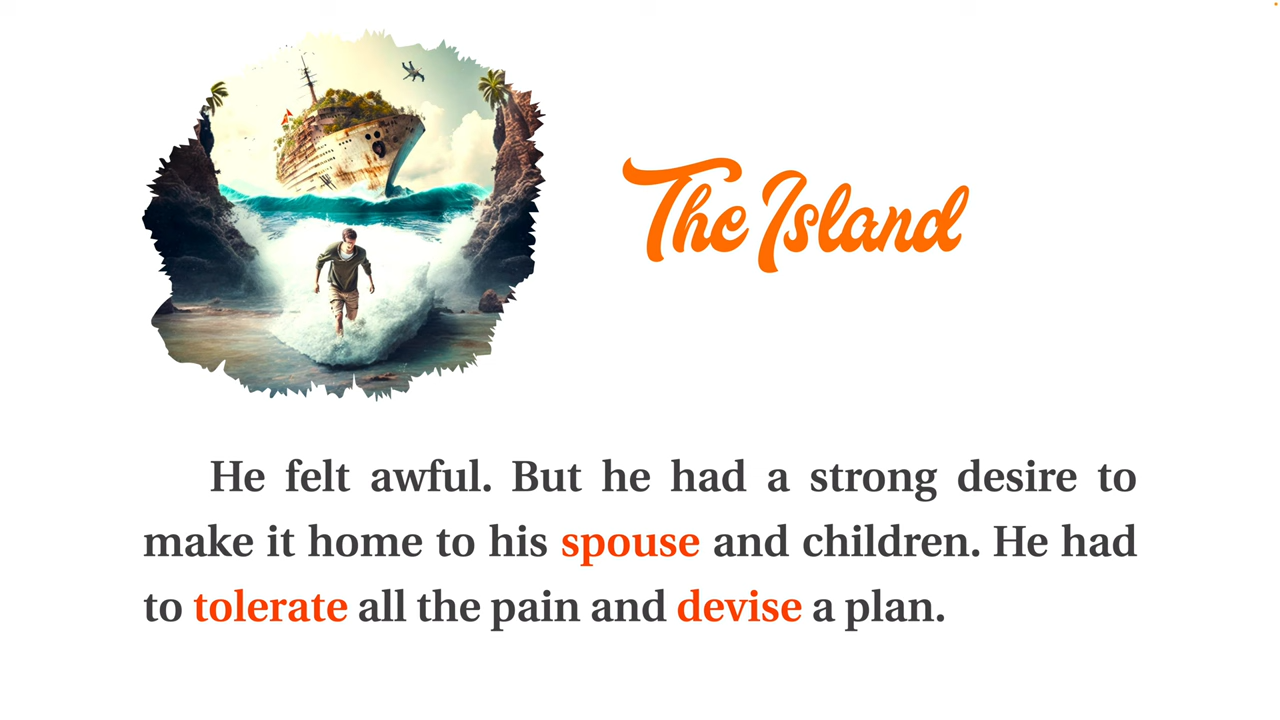 The Island
He felt awful. But he had a strong desire to
make it home to his spouse and children. He had
to tolerate all the pain and devise a plan.